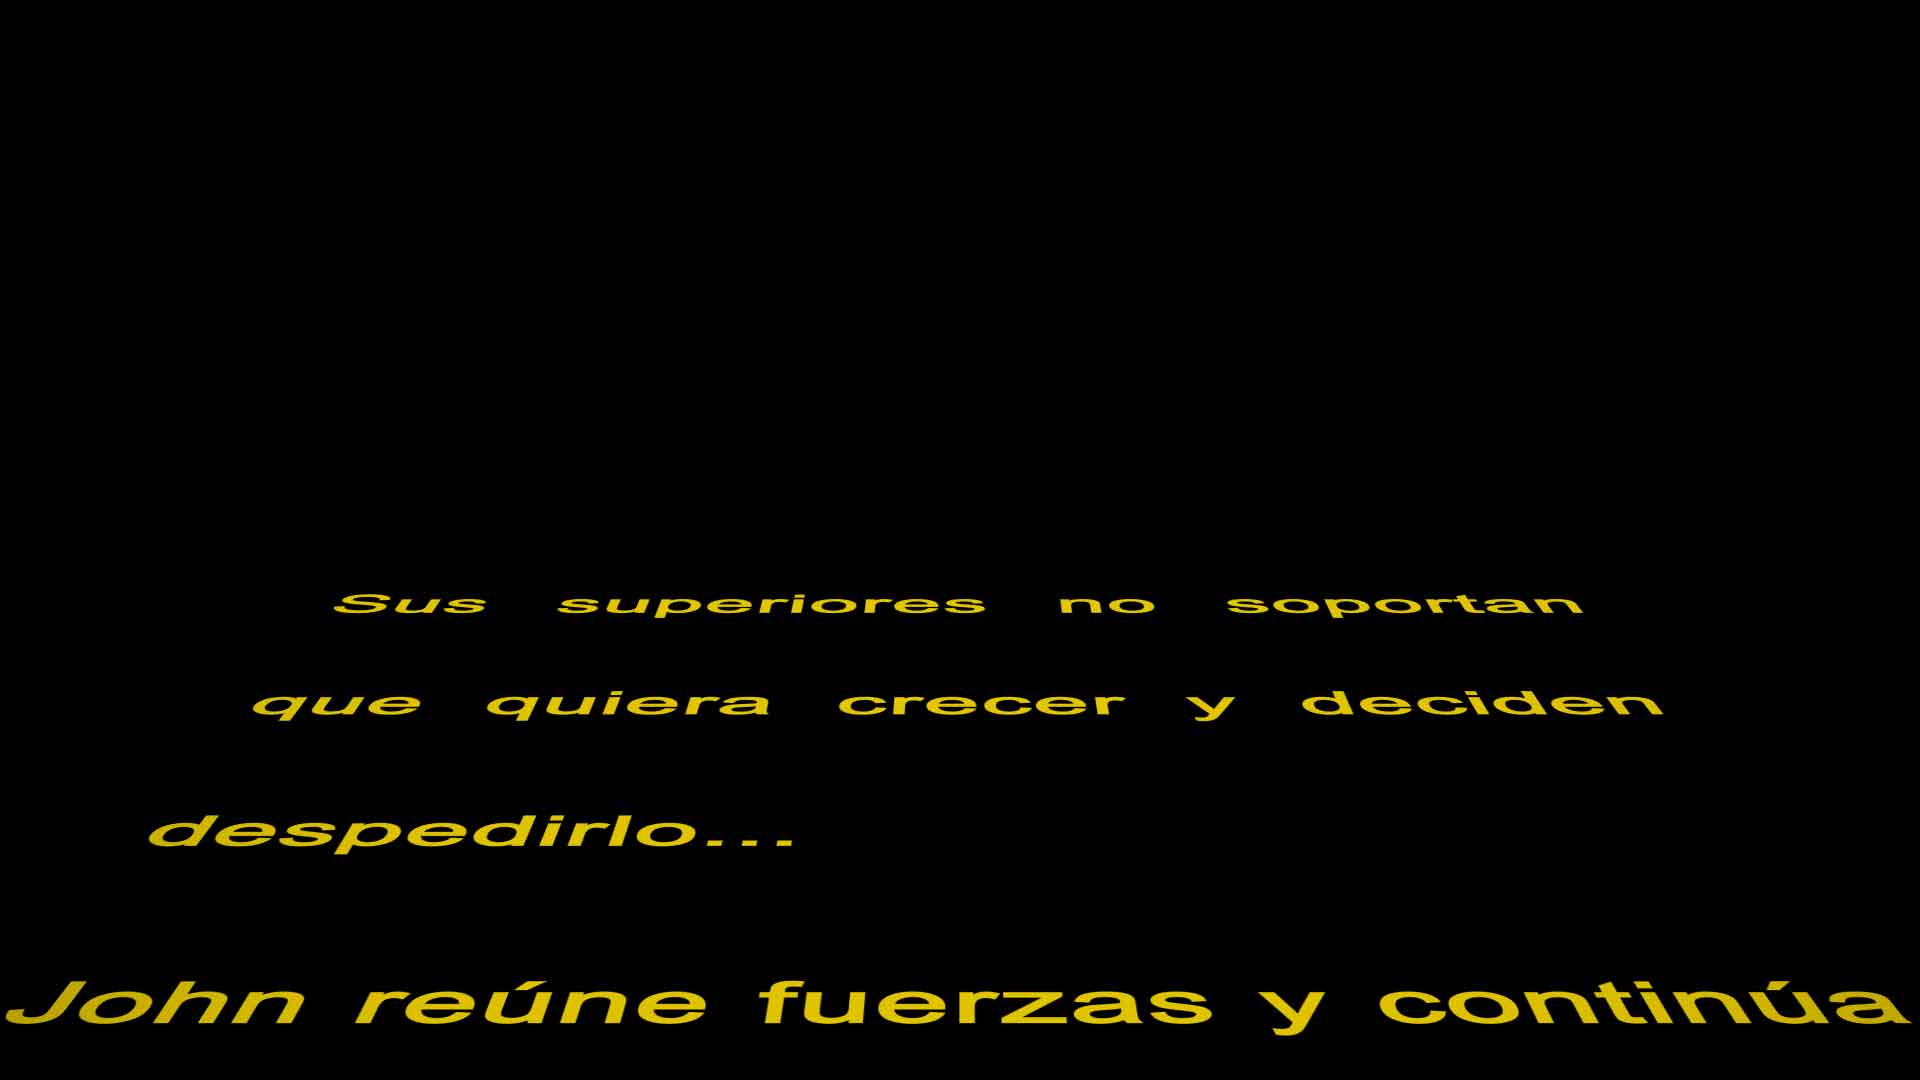 Sus superiores no soportan
que quiera crecer y deciden
despedirlo...
John reúne fuerzas y continúa